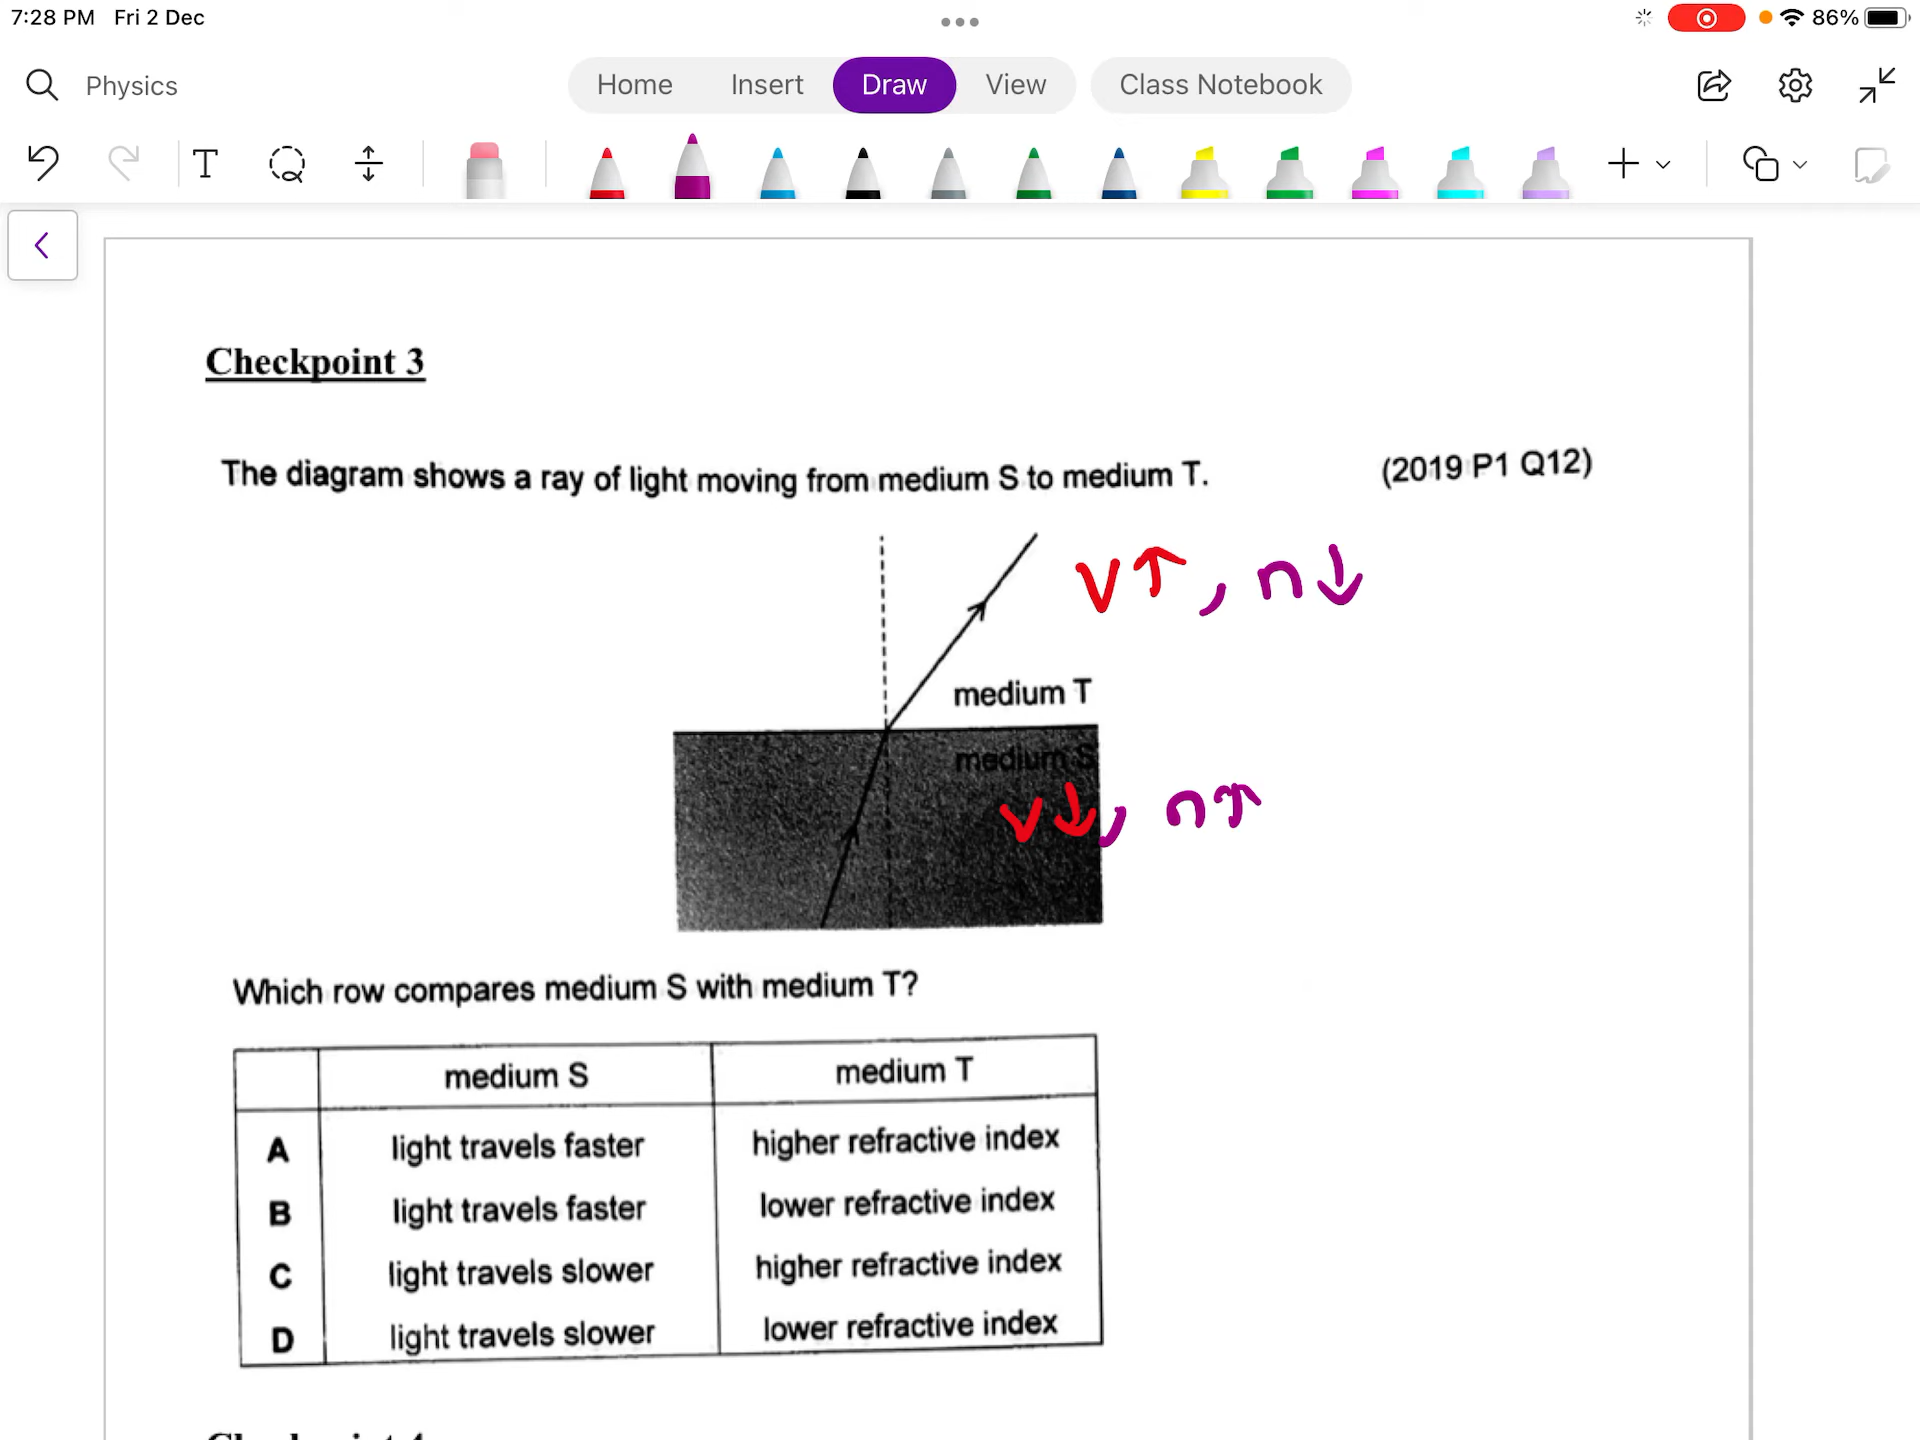 7:28 PM Fri 2 Dec
86%
Physics
Home Insert Draw View Class Notebook
T
Checkpoint 3
The diagram shows a ray of light moving from medium S to medium T. (2019 P1 Q12)
v↑, n↓
medium T
medium S
v↓, n↑
Which row compares medium S with medium T?
medium S medium T
A light travels faster higher refractive index
B light travels faster lower refractive index
C light travels slower higher refractive index
D light travels slower lower refractive index